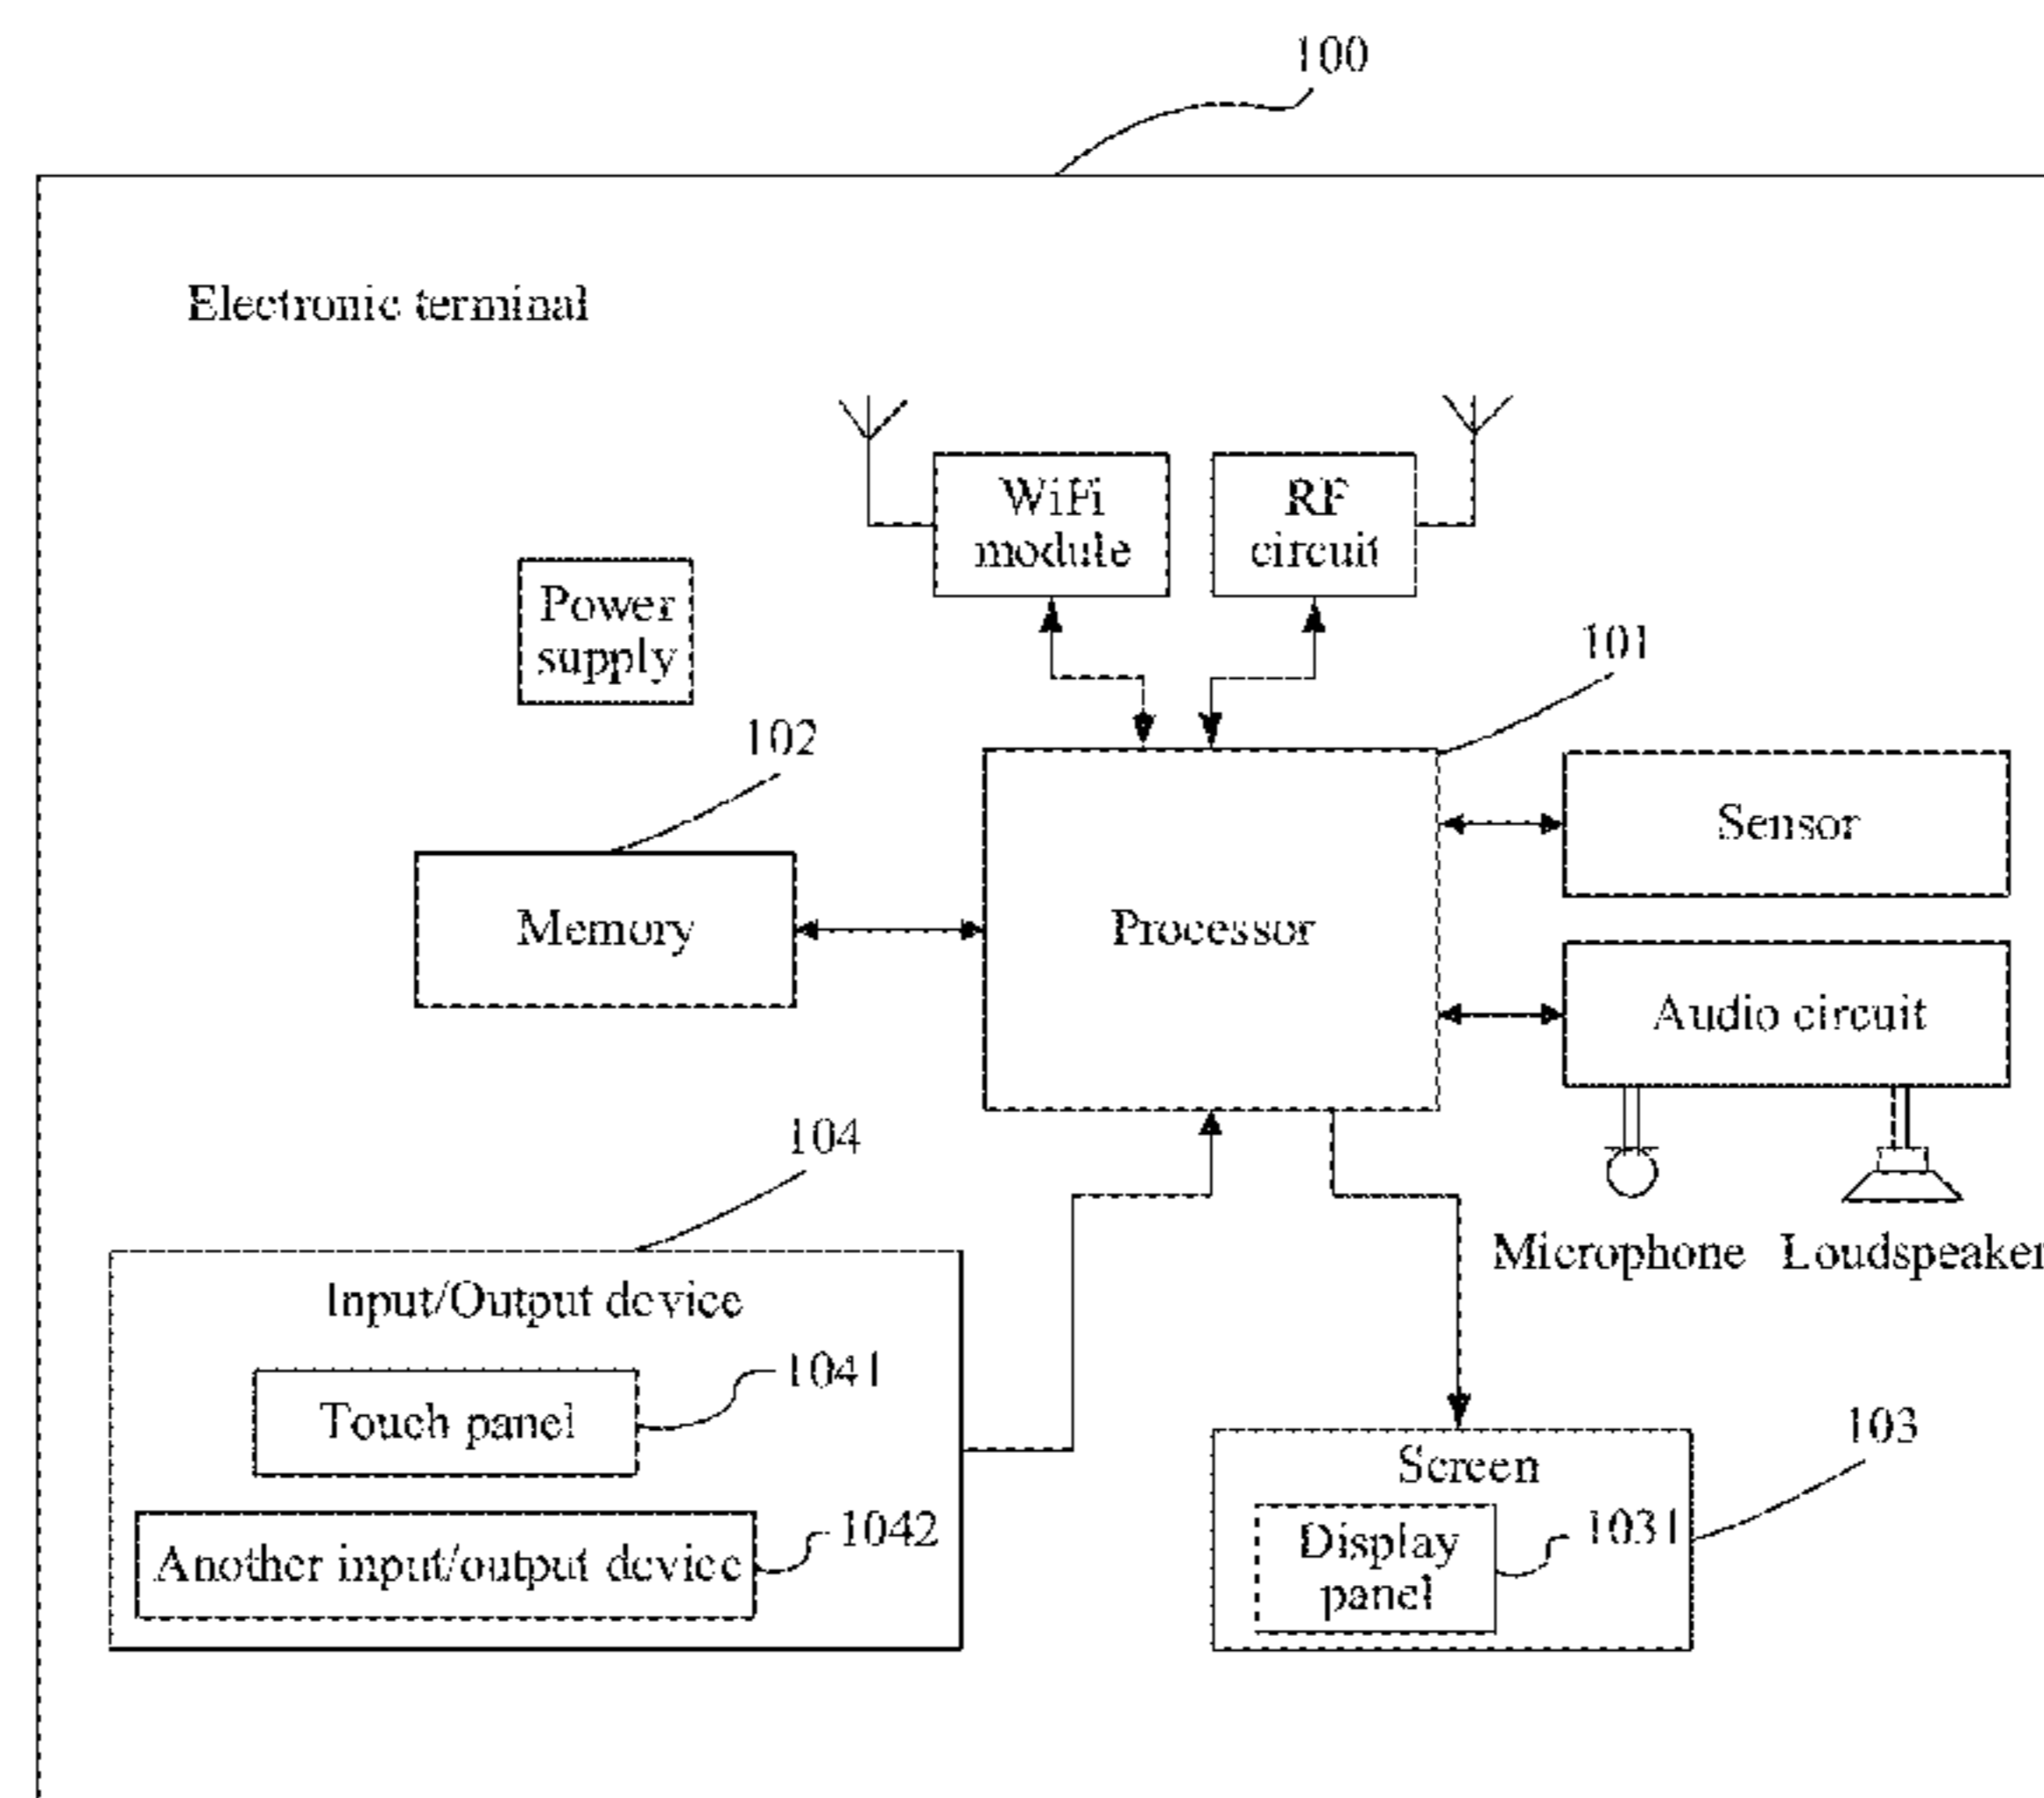 100
Electronic terminal
WiFi
module
RF
circuit
Power
supply
101
102
Sensor
Memory
Processor
Audio circuit
104
Microphone
Loudspeaker
Input/Output device
1041
Touch panel
103
Screen
1042
Another input/output device
1031
Display
panel